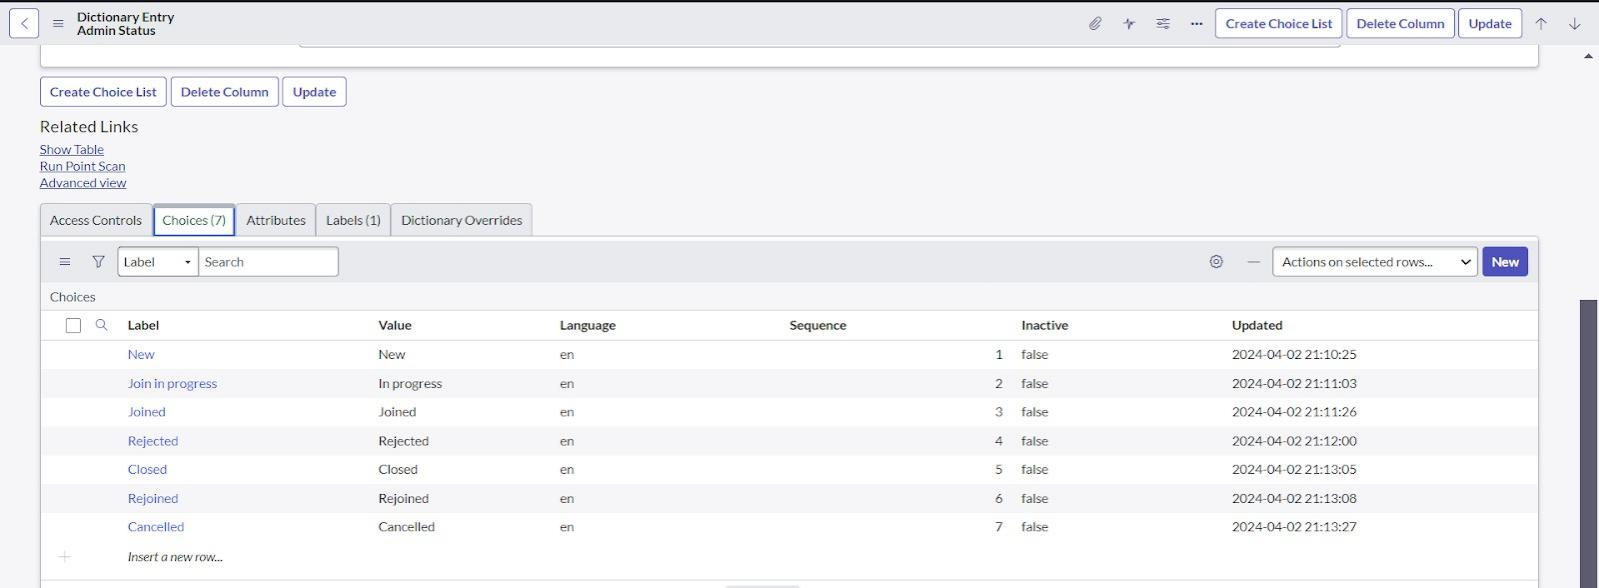 Dictionary Entry
Admin Status
Create Choice List Delete Column Update
Create Choice List Delete Column Update
Related Links
Show Table
Run Point Scan
Advanced view
Access Controls Choices (7) Attributes Labels (1) Dictionary Overrides
Label Search Actions on selected rows... New
Choices
Label Value Language Sequence Inactive Updated
New New en 1 false 2024-04-02 21:10:25
Join in progress In progress en 2 false 2024-04-02 21:11:03
Joined Joined en 3 false 2024-04-02 21:11:26
Rejected Rejected en 4 false 2024-04-02 21:12:00
Closed Closed en 5 false 2024-04-02 21:13:05
Rejoined Rejoined en 6 false 2024-04-02 21:13:08
Cancelled Cancelled en 7 false 2024-04-02 21:13:27
Insert a new row...